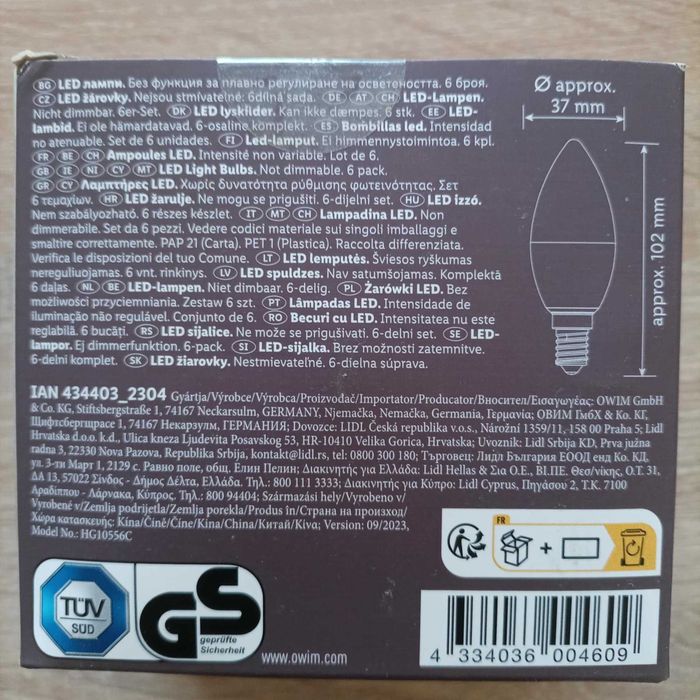 BG LED лампи. Без функция за плавно регулиране на осветеността. 6 броя.
CZ LED žárovky. Nejsou stmívatelné. 6dílná sada. DE AT CH LED-Lampen.
Nicht dimmbar. 6er-Set. DK LED lyskilder. Kan ikke dæmpes. 6 stk. EE LED-
lambid. Ei ole hämardatavad. 6-osaline komplekt. ES Bombillas led. Intensidad
no atenuable. Set de 6 unidades. FI Led-lamput. Ei himmennystoimintoa. 6 kpl.
FR BE CH Ampoules LED. Intensité non variable. Lot de 6.
GB IE NI CY MT LED Light Bulbs. Not dimmable. 6 pack.
GR CY Λαμπτήρες LED. Χωρίς δυνατότητα ρύθμισης φωτεινότητας. Σετ
6 τεμαχίων. HR LED žarulje. Ne mogu se prigušiti. 6-dijelni set. HU LED izzó.
Nem szabályozható. 6 részes készlet. IT MT CH Lampadina LED. Non
dimmerabile. Set da 6 pezzi. Vedere codici materiale sui singoli imballaggi e
smaltire correttamente. PAP 21 (Carta). PET 1 (Plastica). Raccolta differenziata.
Verifica le disposizioni del tuo Comune. LT LED lemputės. Šviesos ryškumas
nereguliuojamas. 6 vnt. rinkinys. LV LED spuldzes. Nav satumšojamas. Komplektā
6 daļas. NL BE LED-lampen. Niet dimbaar. 6-delig. PL Żarówki LED. Bez
możliwości przyciemniania. Zestaw 6 szt. PT Lâmpadas LED. Intensidade de
iluminação não regulável. Conjunto de 6. RO Becuri cu LED. Intensitatea nu este
reglabilă. 6 bucăți. RS LED sijalice. Ne može se prigušivati. 6-delni set. SE LED-
lampor. Ej dimmerfunktion. 6-pack. SI LED-sijalka. Brez možnosti zatemnitve.
6-delni komplet. SK LED žiarovky. Nestmievateľné. 6-dielna súprava.
Ø approx.
37 mm
approx. 102 mm
IAN 434403_2304 Gyártja/Výrobce/Výrobca/Proizvođač/Importator/Producator/Вносител/Εισαγωγέας: OWIM GmbH
& Co. KG, Stiftsbergstraße 1, 74167 Neckarsulm, GERMANY, Njemačka, Nemačka, Germania, Германия; ОВИМ ГмбХ & Ко. КГ,
Щифтсбергщрасе 1, 74167 Некарзулм, ГЕРМАНИЯ; Dovozce: LIDL Česká republika v.o.s., Nárožní 1359/11, 158 00 Praha 5; Lidl
Hrvatska d.o.o. k.d., Ulica kneza Ljudevita Posavskog 53, HR-10410 Velika Gorica, Hrvatska; Uvoznik: Lidl Srbija KD, Prva južna
radna 3, 22330 Nova Pazova, Republika Srbija, kontakt@lidl.rs, tel. 0800 300 180; Търговец: Лидл България ЕООД енд Ко. КД,
ул. 3-ти Март 1, 2129 с. Равно поле, общ. Елин Пелин; Διακινητής για Ελλάδα: Lidl Hellas & Σια Ο.Ε., ΒΙ.ΠΕ. Θεσ/νίκης, Ο.Τ. 31,
ΔΑ 13, 57022 Σίνδος - Δήμος Δέλτα, Ελλάδα, Tel.: 800 111 3333; Διακινητής για Κύπρο: Lidl Cyprus, Πηγάσου 2, Τ.Κ. 7100
Αραδίππου - Λάρνακα, Κύπρος. Tel.: 800 94404; Származási hely/Vyrobeno v/
Vyrobené v/Zemlja podrijetla/Zemlja porekla/Produs în/Страна на произход/
Χώρα κατασκευής: Kína/Čině/Číne/Kina/China/Китай/Κίνα; Version: 09/2023,
Model No.: HG10556C
FR
+
TÜV
SÜD
GS
geprüfte
Sicherheit
www.owim.com
4 334036 004609